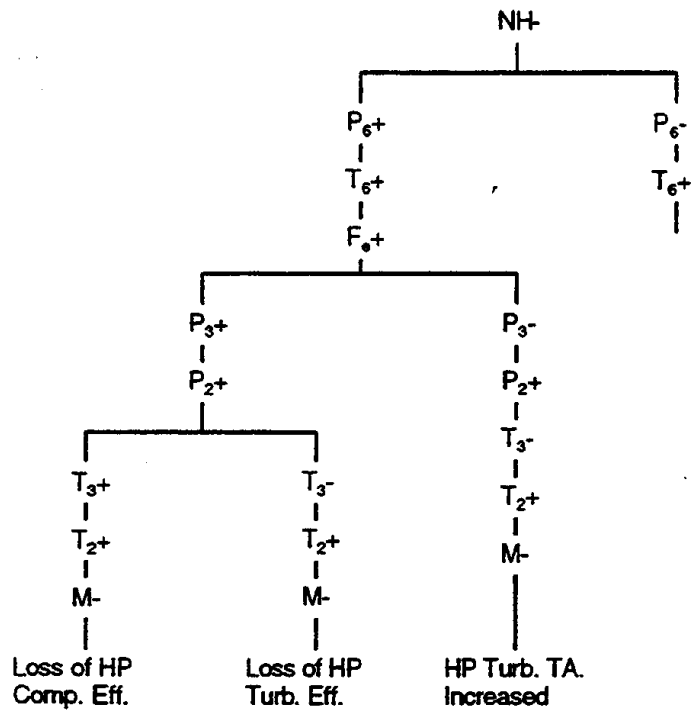 NH-
P₆+ P₆-
T₆+ T₆+
Fₑ+
P₃+ P₃-
P₂+ P₂+
T₃-
T₃+ T₃-
T₂+
T₂+ T₂+
M-
M- M-
Loss of HP Loss of HP HP Turb. TA.
Comp. Eff. Turb. Eff. Increased